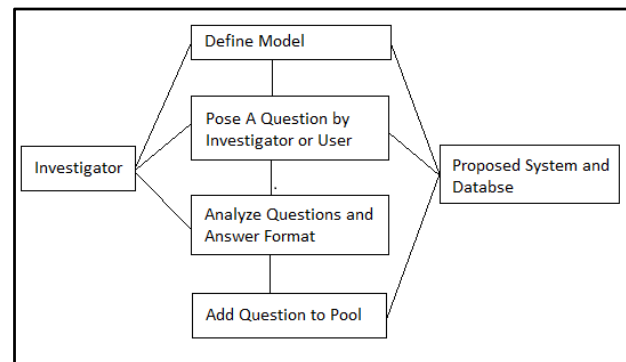 Define Model
Pose A Question by
Investigator or User
Investigator
Proposed System and
Databse
Analyze Questions and
Answer Format
Add Question to Pool